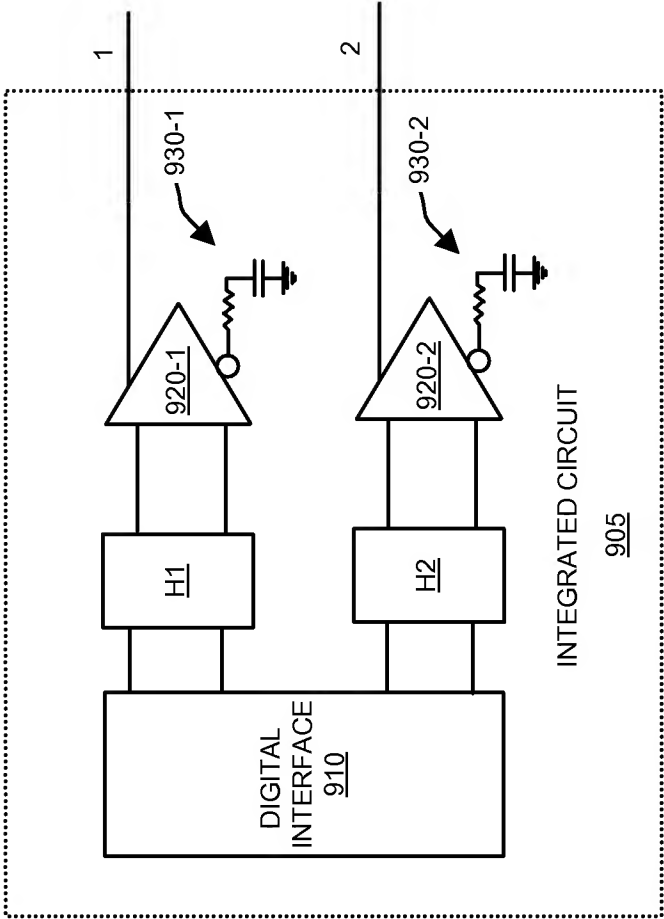 DIGITAL
INTERFACE
910
H1
920-1
930-1
1
H2
920-2
930-2
2
INTEGRATED CIRCUIT
905